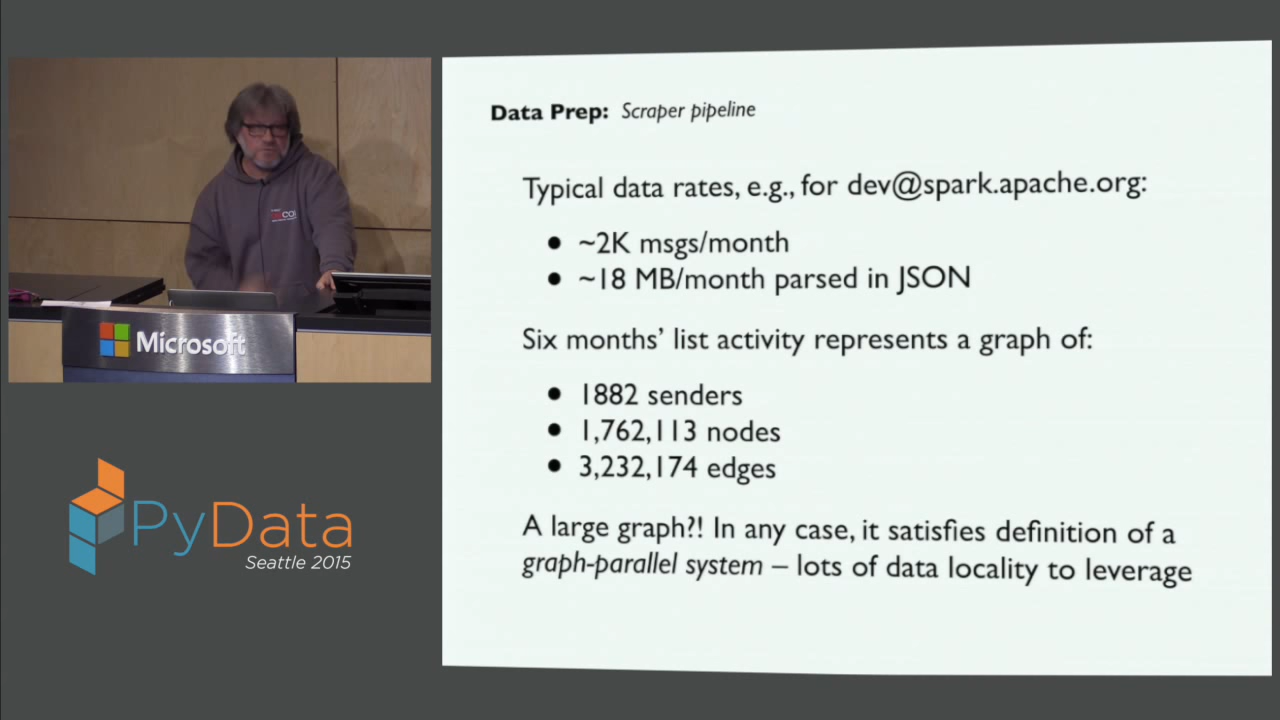 Data Prep: Scraper pipeline
Typical data rates, e.g., for dev@spark.apache.org:
● ~2K msgs/month
● ~18 MB/month parsed in JSON
Six months’ list activity represents a graph of:
● 1882 senders
● 1,762,113 nodes
● 3,232,174 edges
A large graph?! In any case, it satisfies definition of a
graph-parallel system – lots of data locality to leverage
Microsoft
PyData
Seattle 2015